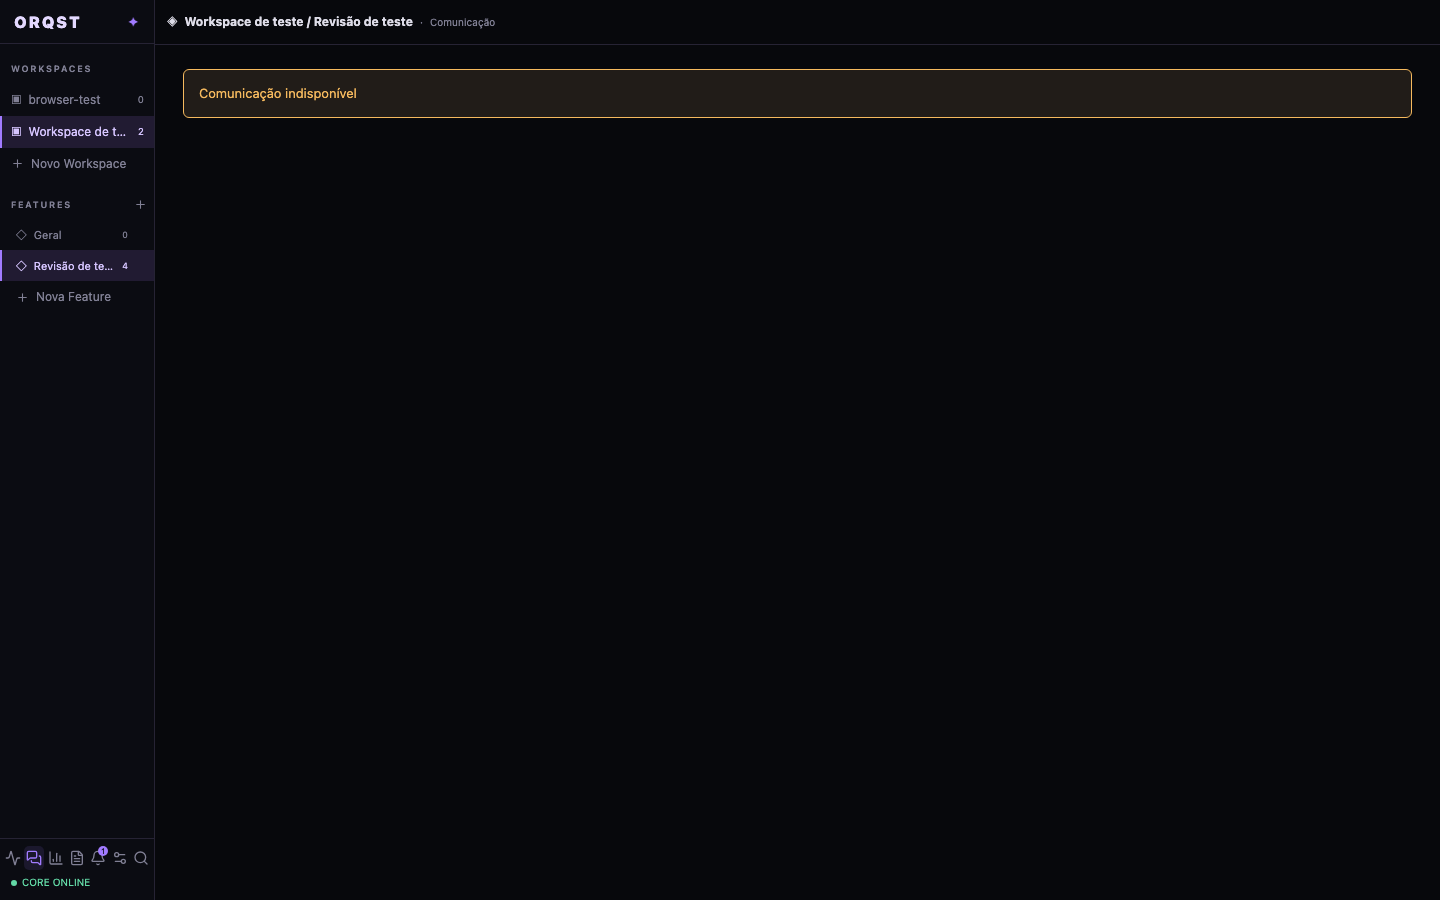 ORQST
Workspace de teste / Revisão de teste · Comunicação
WORKSPACES
browser-test 0
Workspace de t... 2
+ Novo Workspace
FEATURES +
Geral 0
Revisão de te... 4
+ Nova Feature
Comunicação indisponível
1
CORE ONLINE